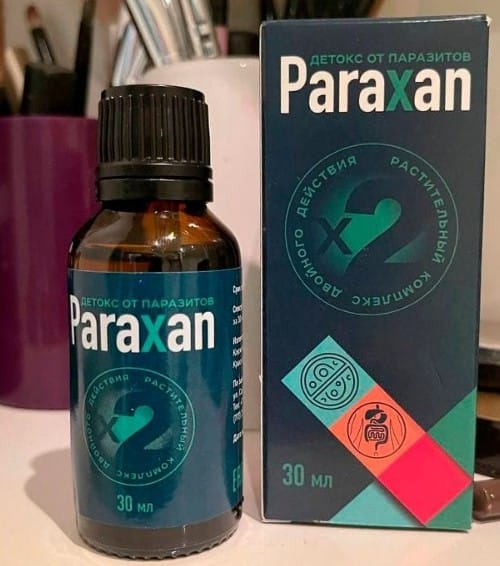 ДЕТОКС ОТ ПАРАЗИТОВ
Paraxan
РАСТИТЕЛЬНЫЙ КОМПЛЕКС ДВОЙНОГО ДЕЙСТВИЯ
x2
30 мл
ДЕТОКС ОТ ПАРАЗИТОВ
Paraxan
РАСТИТЕЛЬНЫЙ КОМПЛЕКС ДВОЙНОГО ДЕЙСТВИЯ
x2
30 мл